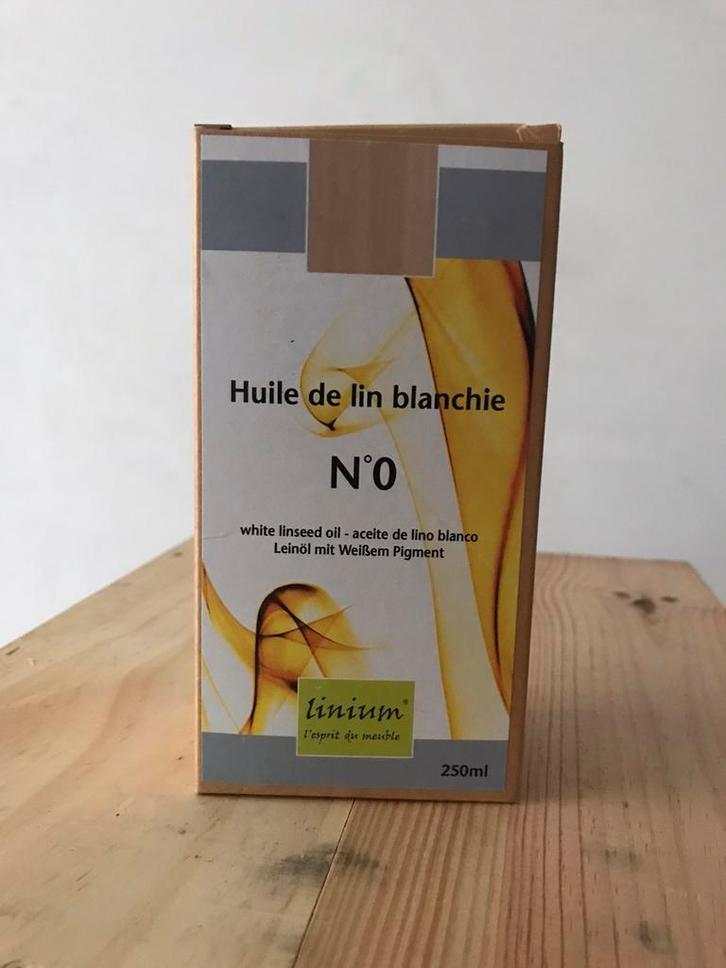 Huile de lin blanchie
N°0
white linseed oil - aceite de lino blanco
Leinöl mit Weißem Pigment
linium®
l'esprit du meuble
250ml